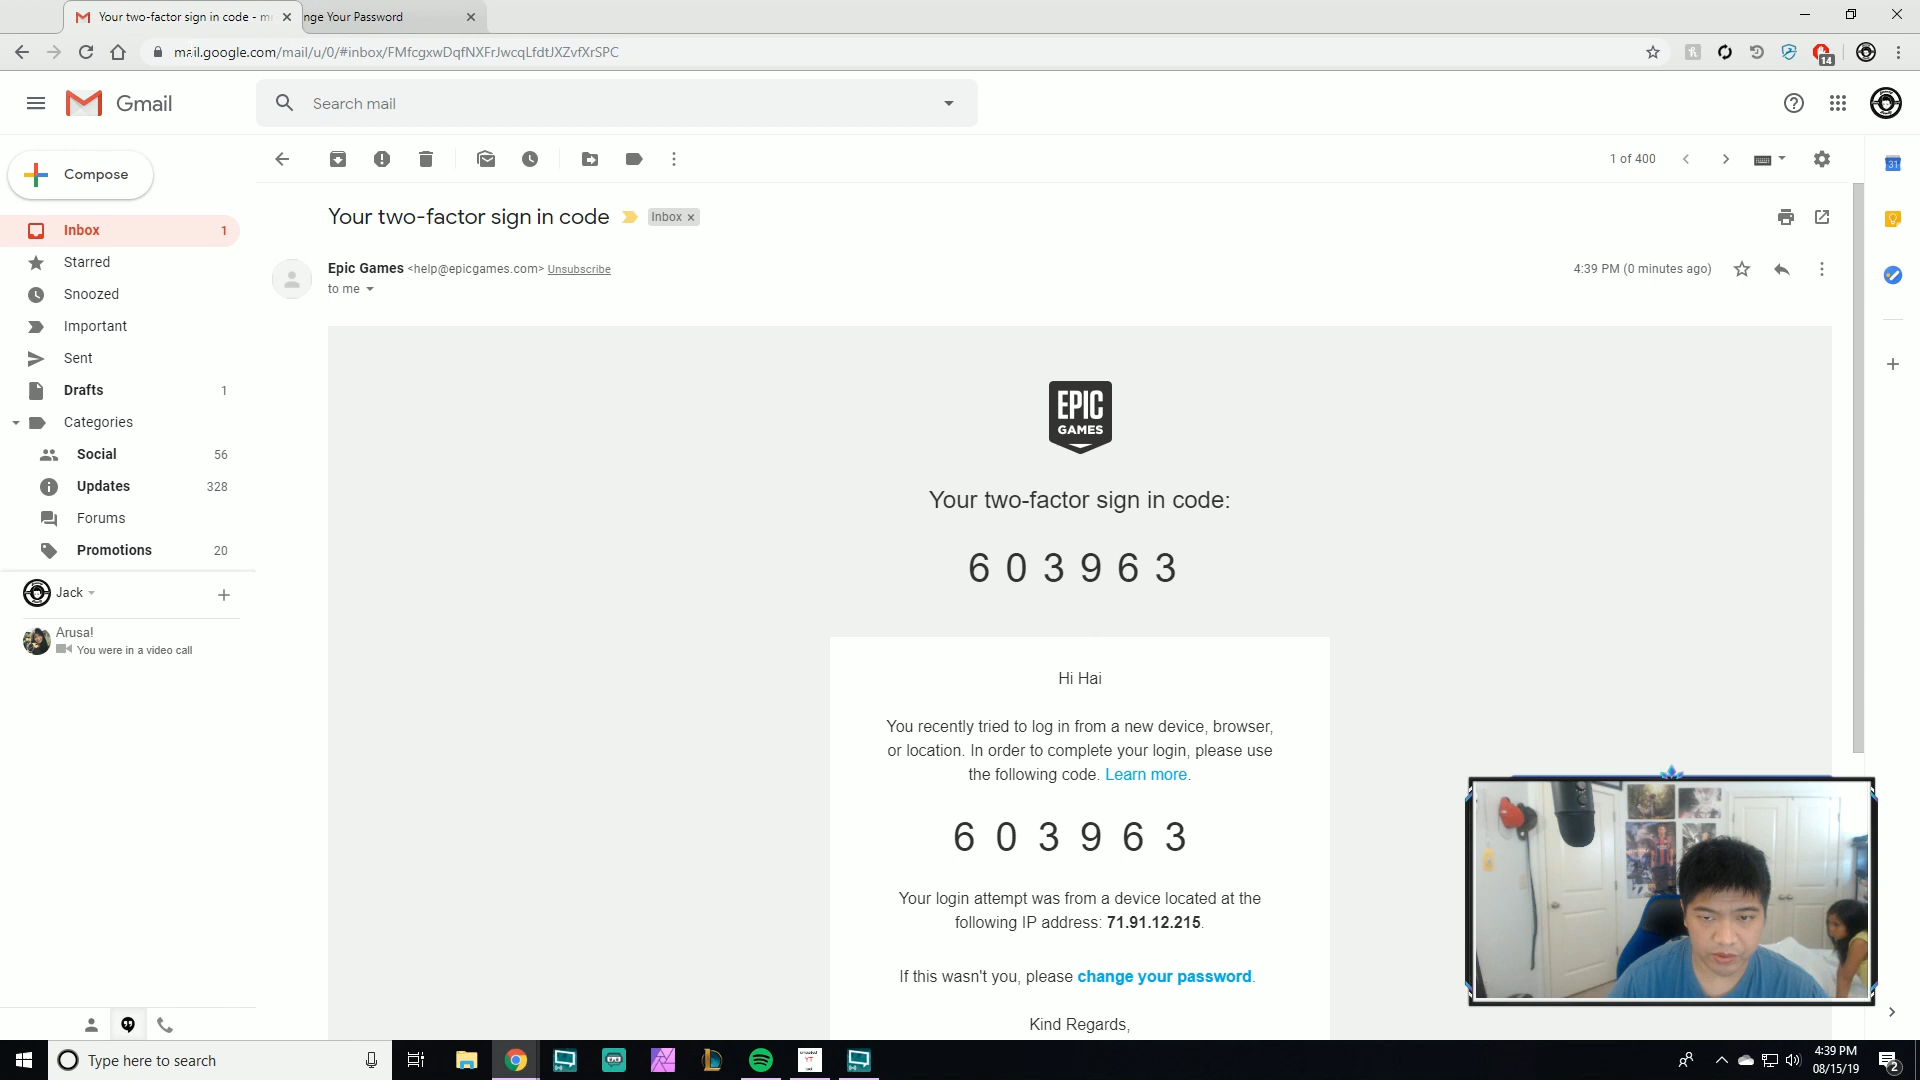 Your two-factor sign in code - m
nge Your Password
mail.google.com/mail/u/0/#inbox/FMfcgxwDqfNXFrJwcqLfdtJXZvfXrSPC
14
Gmail
Search mail
Compose
1 of 400
31
Inbox 1
Starred
Snoozed
Important
Sent
Drafts 1
Categories
Social 56
Updates 328
Forums
Promotions 20
Jack
Arusa!
You were in a video call
Your two-factor sign in code
Inbox x
Epic Games <help@epicgames.com> Unsubscribe
to me
4:39 PM (0 minutes ago)
EPIC
GAMES
Your two-factor sign in code:
6 0 3 9 6 3
Hi Hai
You recently tried to log in from a new device, browser,
or location. In order to complete your login, please use
the following code. Learn more.
6 0 3 9 6 3
Your login attempt was from a device located at the
following IP address: 71.91.12.215.
If this wasn't you, please change your password.
Kind Regards,
Type here to search
4:39 PM
08/15/19
2